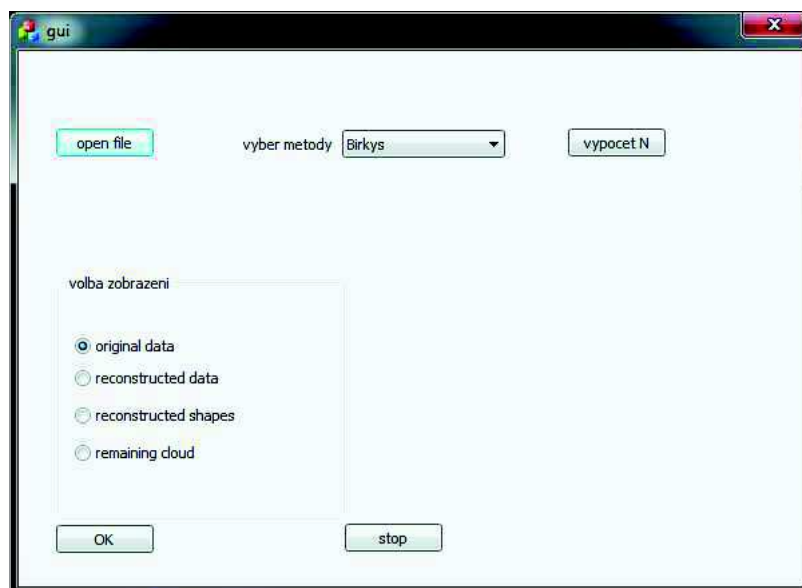 gui
open file
vyber metody
Birkys
vypocet N
volba zobrazeni
original data
reconstructed data
reconstructed shapes
remaining cloud
OK
stop